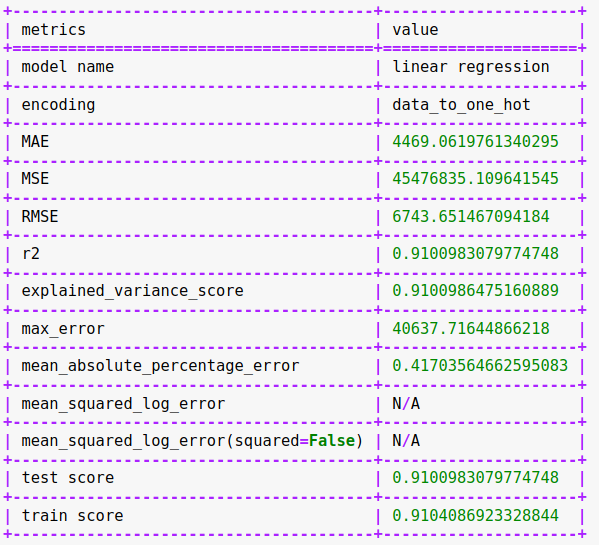 +---------------------------------------+---------------------+
| metrics | value |
+=======================================+=====================+
| model name | linear regression |
+---------------------------------------+---------------------+
| encoding | data_to_one_hot |
+---------------------------------------+---------------------+
| MAE | 4469.0619761340295 |
+---------------------------------------+---------------------+
| MSE | 45476835.109641545 |
+---------------------------------------+---------------------+
| RMSE | 6743.651467094184 |
+---------------------------------------+---------------------+
| r2 | 0.9100983079774748 |
+---------------------------------------+---------------------+
| explained_variance_score | 0.9100986475160889 |
+---------------------------------------+---------------------+
| max_error | 40637.71644866218 |
+---------------------------------------+---------------------+
| mean_absolute_percentage_error | 0.41703564662595083 |
+---------------------------------------+---------------------+
| mean_squared_log_error | N/A |
+---------------------------------------+---------------------+
| mean_squared_log_error(squared=False) | N/A |
+---------------------------------------+---------------------+
| test score | 0.9100983079774748 |
+---------------------------------------+---------------------+
| train score | 0.9104086923328844 |
+---------------------------------------+---------------------+